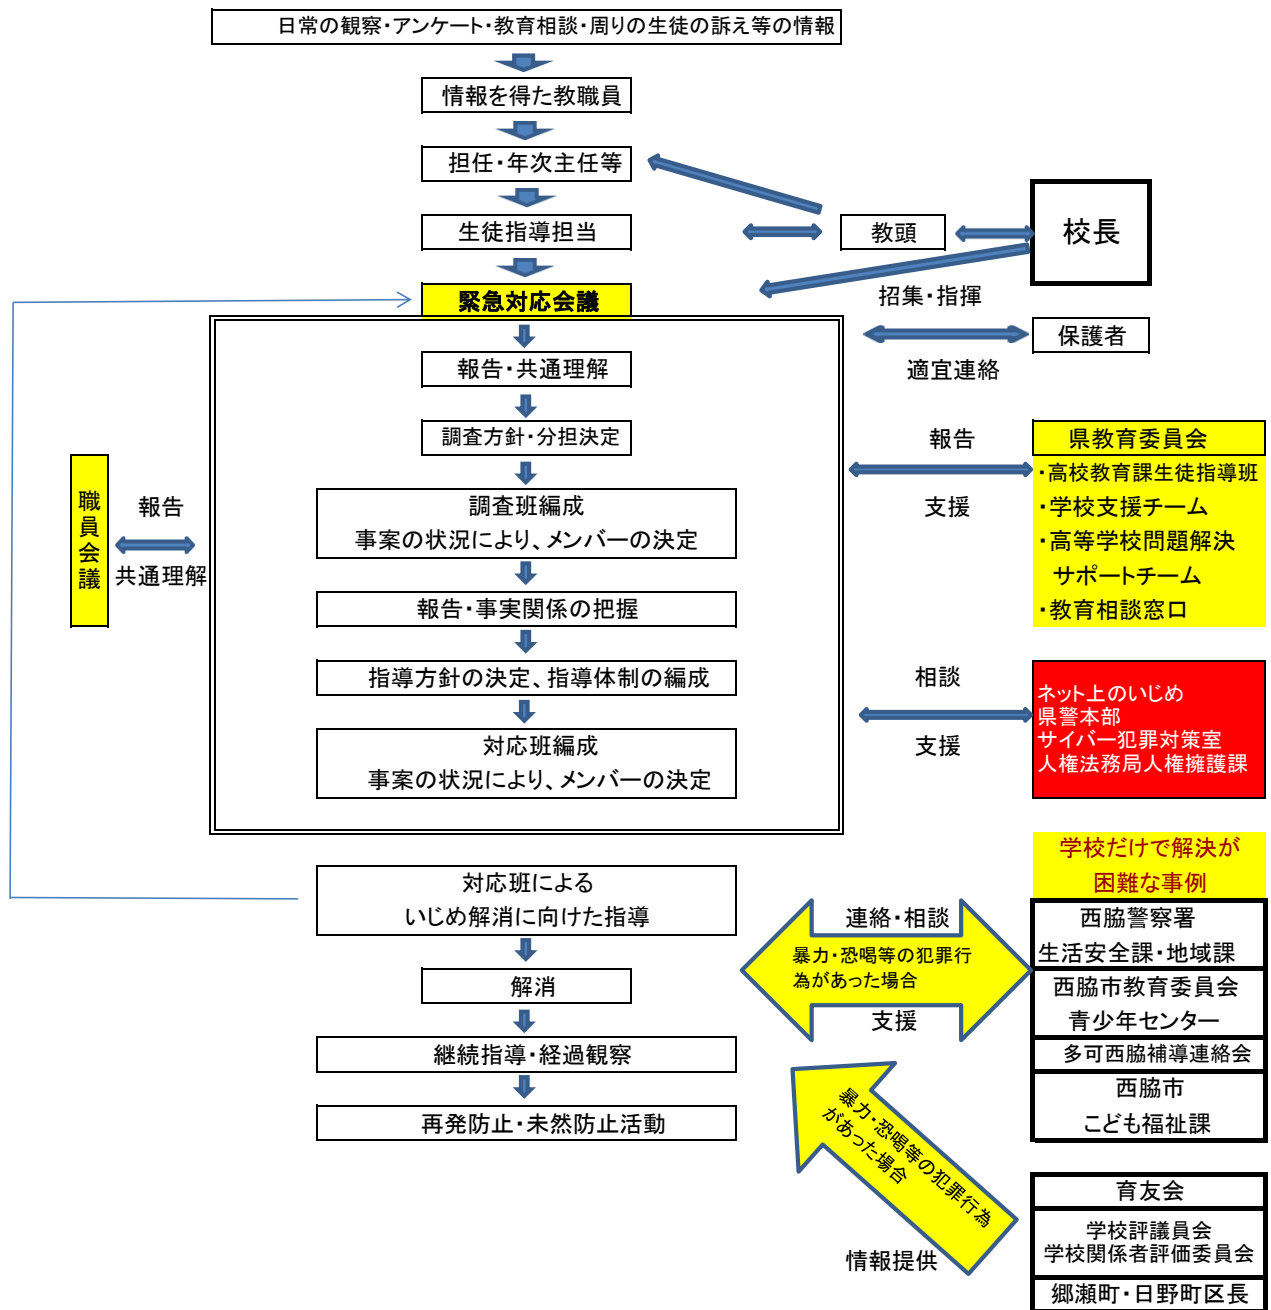 日常の観察・アンケート・教育相談・周りの生徒の訴え等の情報
情報を得た教職員
担任・年次主任等
生徒指導担当
教頭
校長
緊急対応会議
招集・指揮
保護者
適宜連絡
報告・共通理解
調査方針・分担決定
報告
支援
県教育委員会
・高校教育課生徒指導班
・学校支援チーム
・高等学校問題解決
サポートチーム
・教育相談窓口
職員会議
報告
共通理解
調査班編成
事案の状況により、メンバーの決定
報告・事実関係の把握
指導方針の決定、指導体制の編成
対応班編成
事案の状況により、メンバーの決定
相談
支援
ネット上のいじめ
県警本部
サイバー犯罪対策室
人権法務局人権擁護課
学校だけで解決が
困難な事例
対応班による
いじめ解消に向けた指導
解消
継続指導・経過観察
再発防止・未然防止活動
連絡・相談
暴力・恐喝等の犯罪行
為があった場合
支援
西脇警察署
生活安全課・地域課
西脇市教育委員会
青少年センター
多可西脇補導連絡会
西脇市
こども福祉課
暴力・恐喝等の犯罪行為
があった場合
情報提供
育友会
学校評議員会
学校関係者評価委員会
郷瀬町・日野町区長